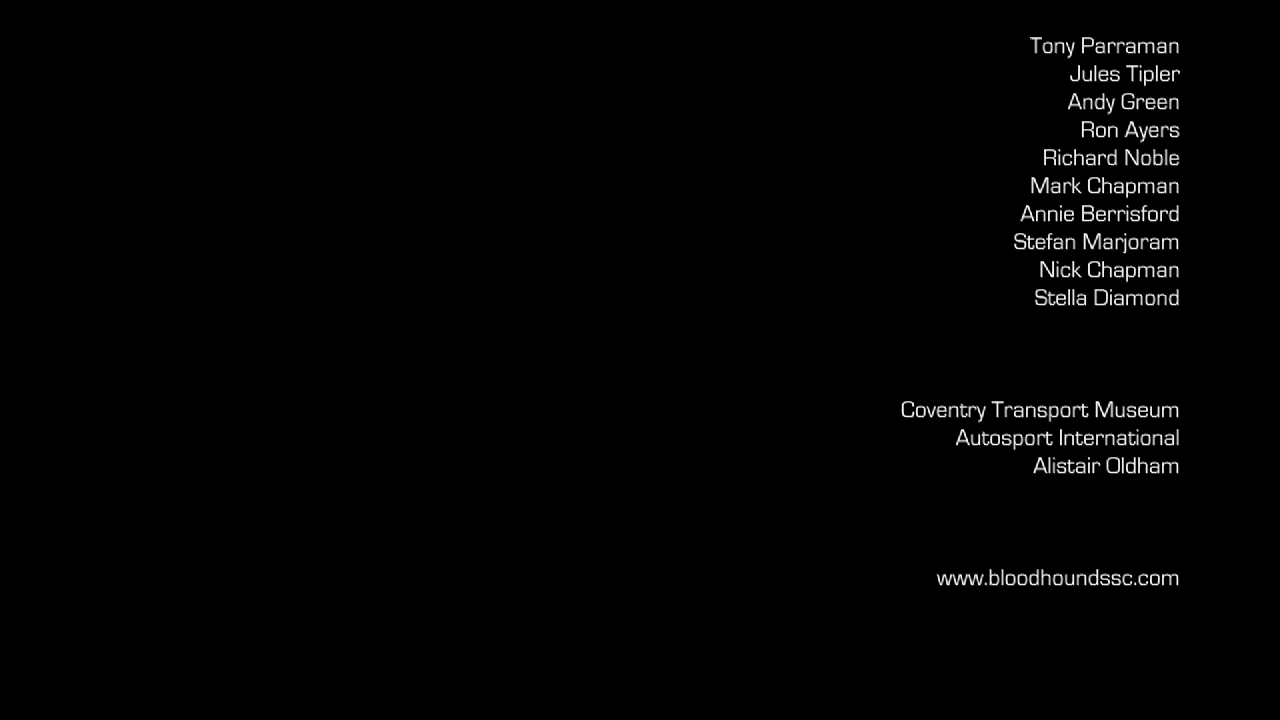 Tony Parraman
Jules Tipler
Andy Green
Ron Ayers
Richard Noble
Mark Chapman
Annie Berrisford
Stefan Marjoram
Nick Chapman
Stella Diamond
Coventry Transport Museum
Autosport International
Alistair Oldham
www.bloodhoundssc.com